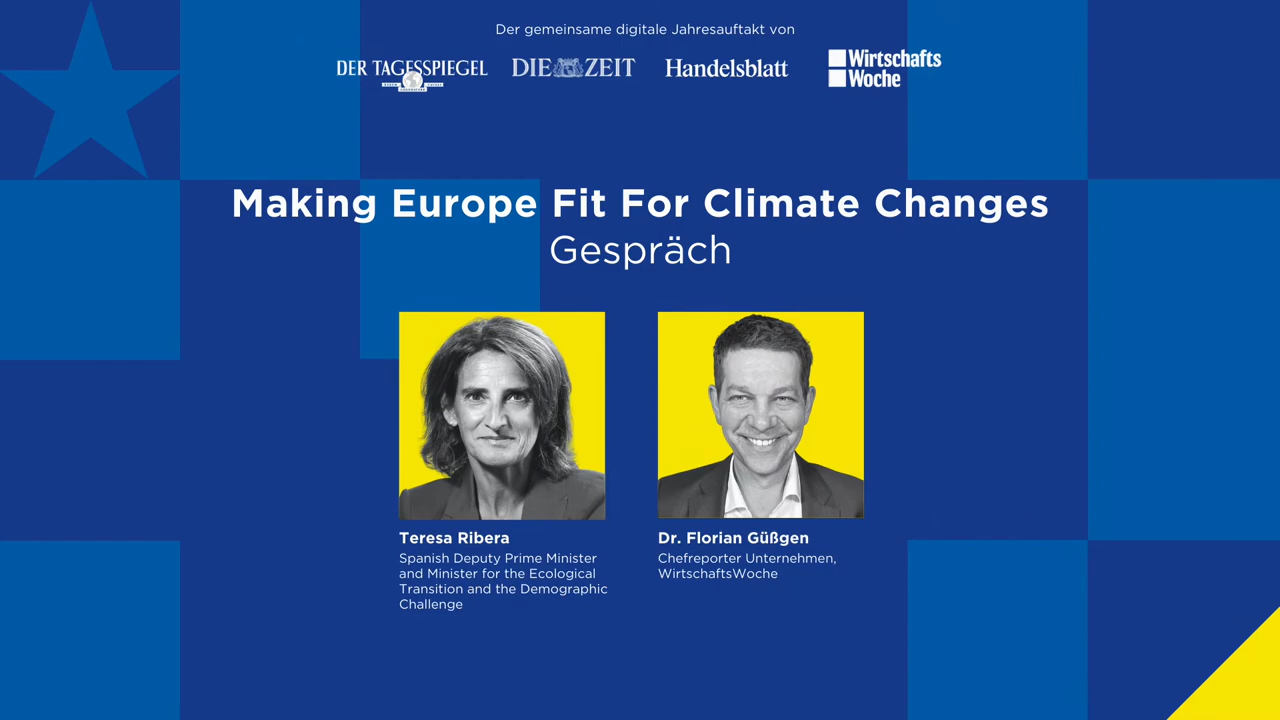 Der gemeinsame digitale Jahresauftakt von
DER TAGESSPIEGEL DIE ZEIT Handelsblatt Wirtschafts
Woche
Making Europe Fit For Climate Changes
Gespräch
Teresa Ribera
Spanish Deputy Prime Minister
and Minister for the Ecological
Transition and the Demographic
Challenge
Dr. Florian Güßgen
Chefreporter Unternehmen,
WirtschaftsWoche